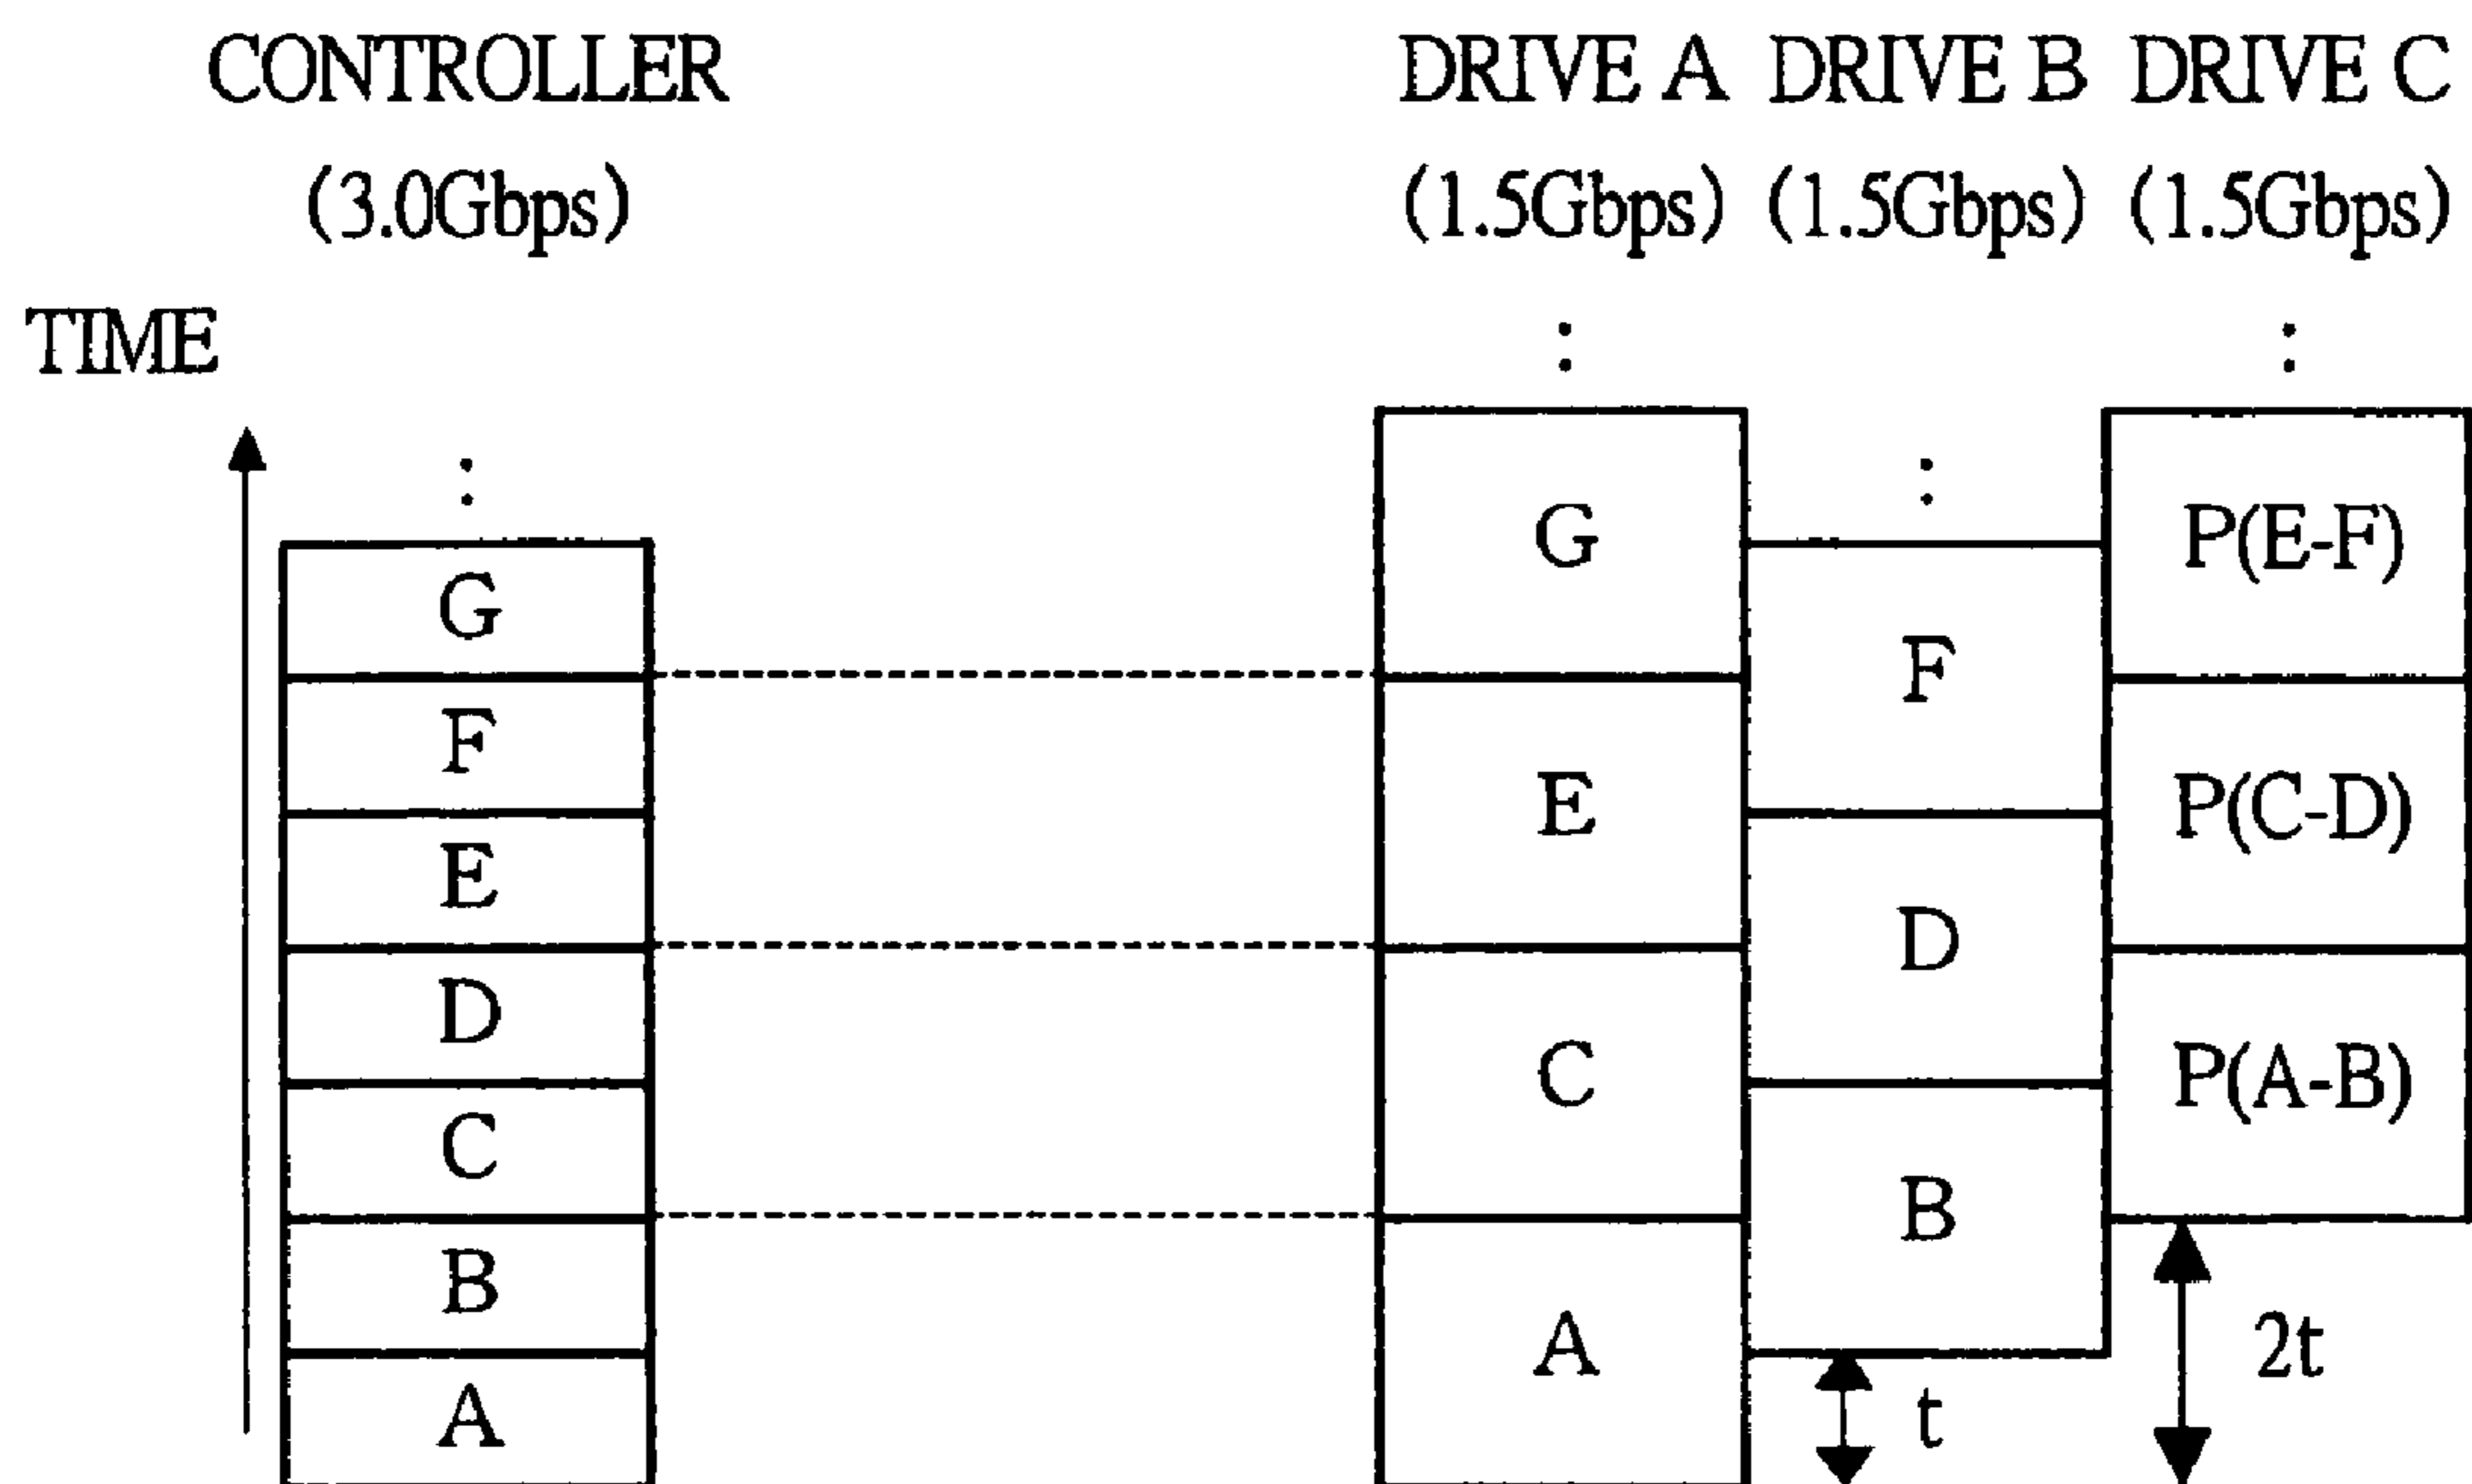 CONTROLLER DRIVE A DRIVE B DRIVE C
(3.0Gbps) (1.5Gbps) (1.5Gbps) (1.5Gbps)
TIME : :
: :
G P(E-F)
G
F
F
E P(C-D)
E
D
D
C P(A-B)
C
B
B
A 2t
A t